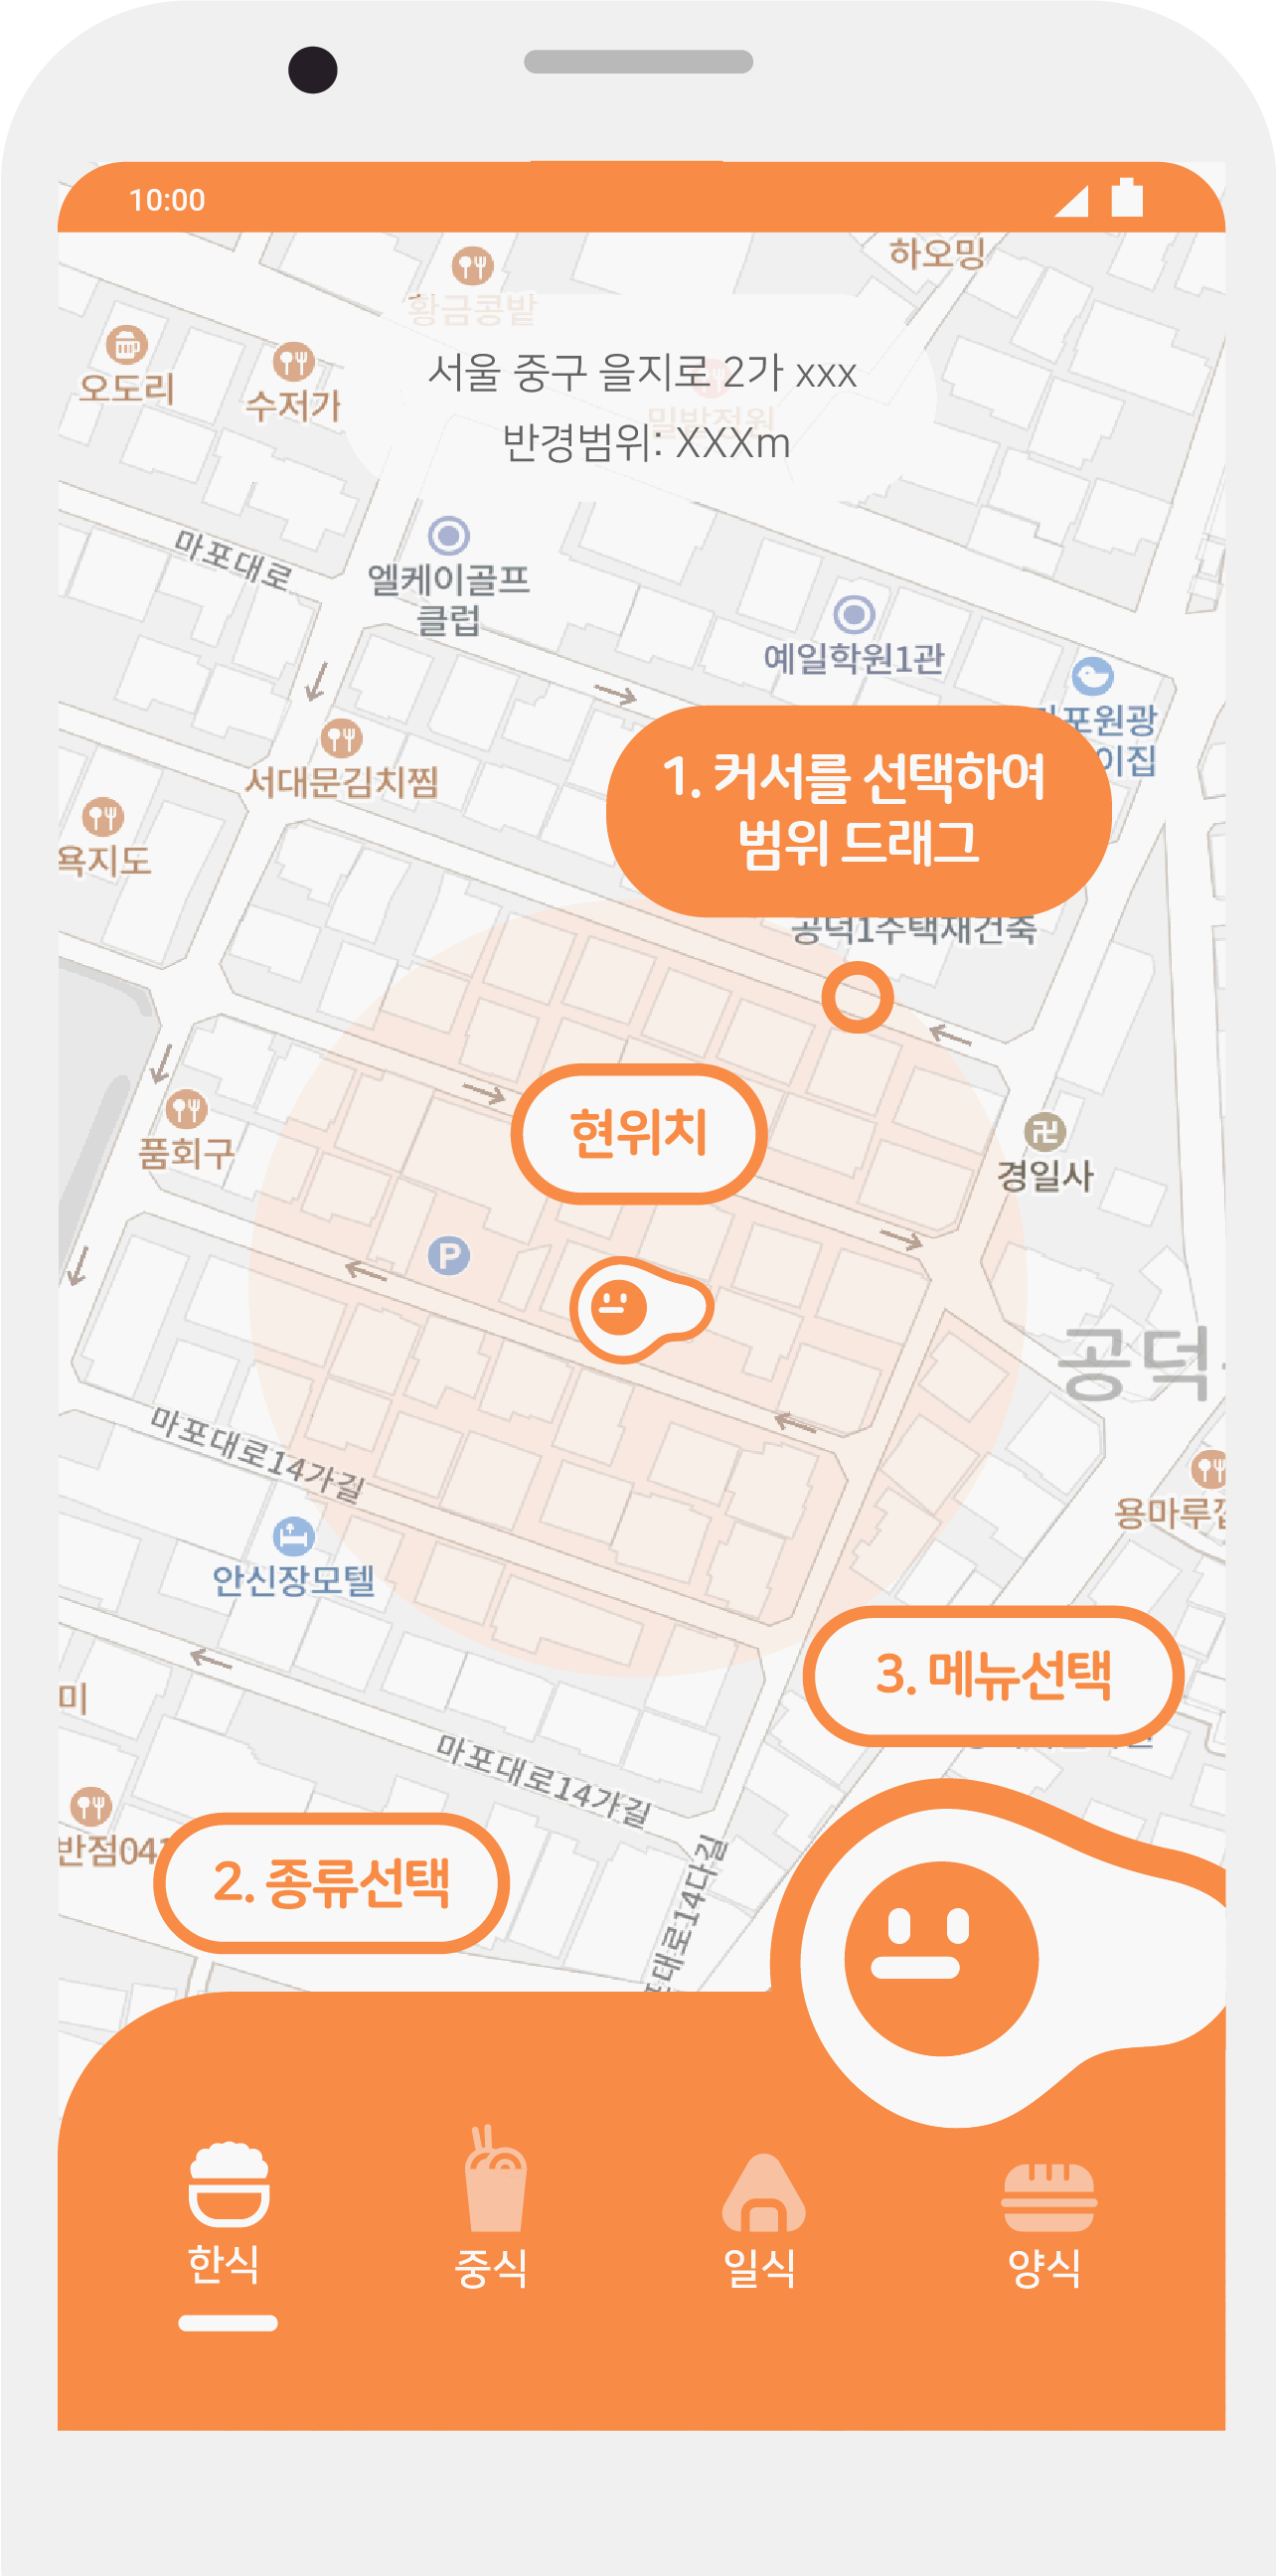 10:00
하오밍
황금콩밭
오도리
수저가
서울 중구 을지로 2가 xxx
밀밭정원
반경범위: XXXm
마포대로
엘케이골프
클럽
예일학원1관
포원광
이집
서대문김치찜
1. 커서를 선택하여
범위 드래그
욕지도
공덕1주택재건축
현위치
품회구
경일사
P
공덕
마포대로14가길
용마루
안신장모텔
3. 메뉴선택
미
마포대로14가길
반점04
2. 종류선택
대로14다길
한식
중식
일식
양식